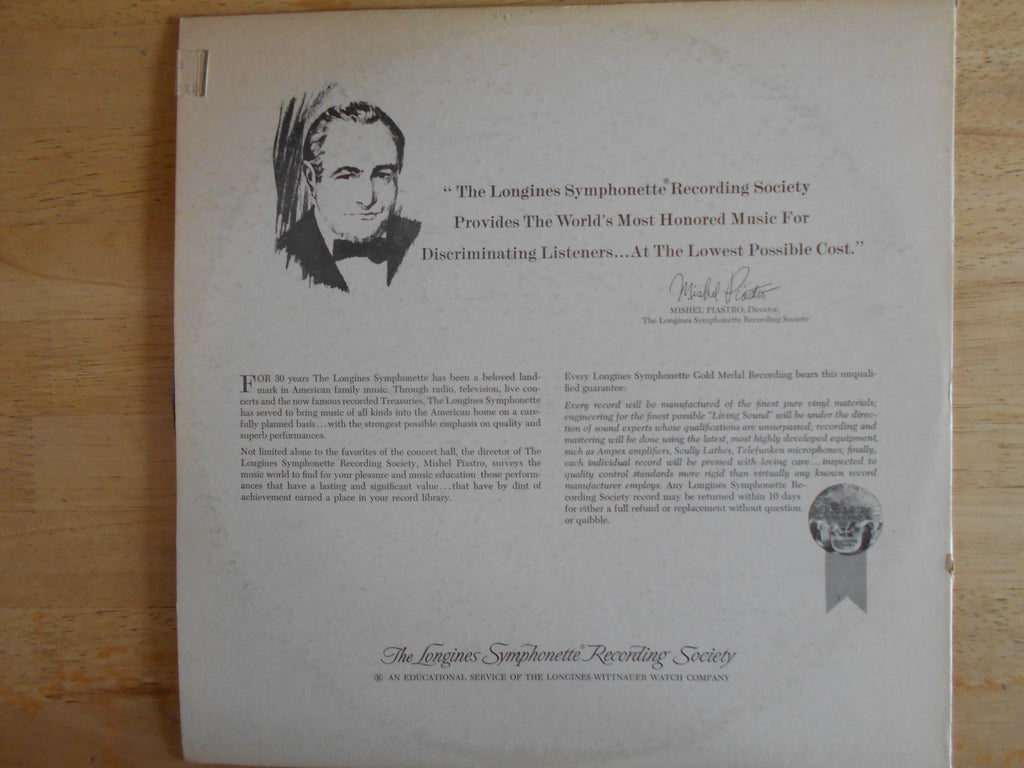 “ The Longines Symphonette® Recording Society
Provides The World's Most Honored Music For
Discriminating Listeners...At The Lowest Possible Cost.”
Mishel Piastro
MISHEL PIASTRO, Director,
The Longines Symphonette Recording Society
FOR 30 years The Longines Symphonette has been a beloved land-
mark in American family music. Through radio, television, live con-
certs and the now famous recorded Treasuries, The Longines Symphonette
has served to bring music of all kinds into the American home on a care-
fully planned basis...with the strongest possible emphasis on quality and
superb performances.
Not limited alone to the favorites of the concert hall, the director of The
Longines Symphonette Recording Society, Mishel Piastro, surveys the
music world to find for your pleasure and music education those perform-
ances that have a lasting and significant value...that have by dint of
achievement earned a place in your record library.
Every Longines Symphonette Gold Medal Recording bears this unquali-
fied guarantee:
Every record will be manufactured of the finest pure vinyl materials;
engineering for the finest possible "Living Sound" will be under the direc-
tion of sound experts whose qualifications are unsurpassed; recording and
mastering will be done using the latest, most highly developed equipment,
such as Ampex amplifiers, Scully Lathes, Telefunken microphones; finally,
each individual record will be pressed with loving care...inspected to
quality control standards more rigid than virtually any known record
manufacturer employs. Any Longines Symphonette Re-
cording Society record may be returned within 10 days
for either a full refund or replacement without question
or quibble.
The Longines Symphonette® Recording Society
® AN EDUCATIONAL SERVICE OF THE LONGINES-WITTNAUER WATCH COMPANY